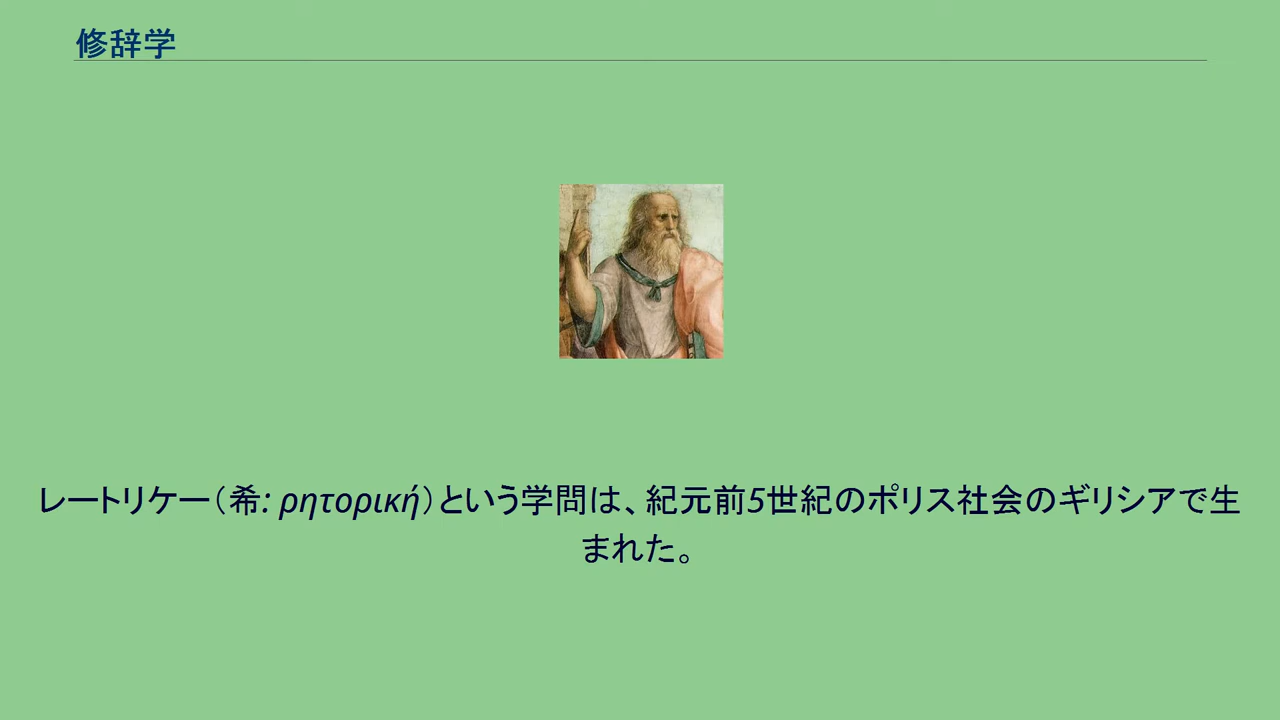 修辞学
レートリケー（希: ρητορική）という学問は、紀元前5世紀のポリス社会のギリシアで生
まれた。